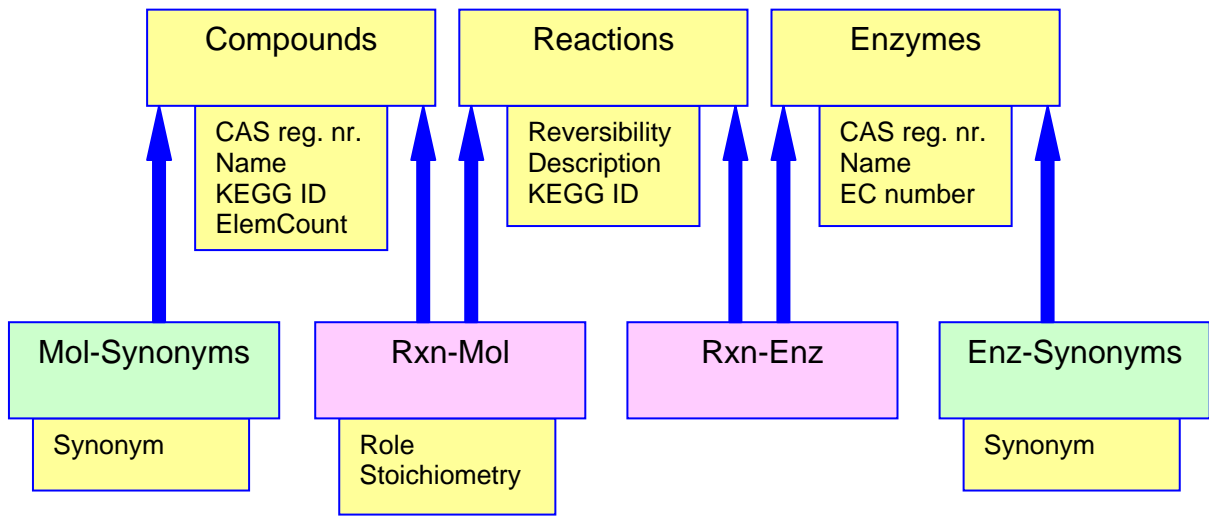 Compounds
CAS reg. nr.
Name
KEGG ID
ElemCount
Reactions
Reversibility
Description
KEGG ID
Enzymes
CAS reg. nr.
Name
EC number
Mol-Synonyms
Synonym
Rxn-Mol
Role
Stoichiometry
Rxn-Enz
Enz-Synonyms
Synonym